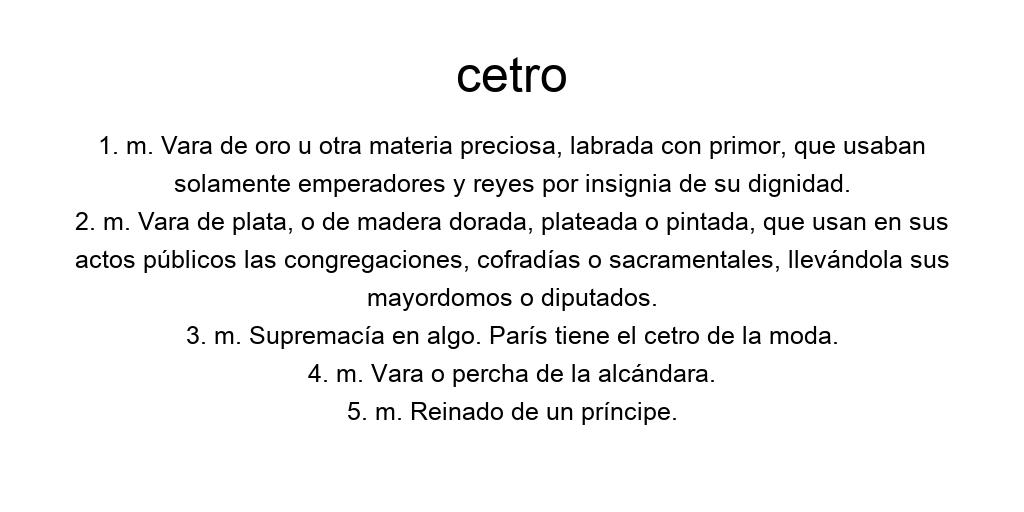 cetro
1. m. Vara de oro u otra materia preciosa, labrada con primor, que usaban
solamente emperadores y reyes por insignia de su dignidad.
2. m. Vara de plata, o de madera dorada, plateada o pintada, que usan en sus
actos públicos las congregaciones, cofradías o sacramentales, llevándola sus
mayordomos o diputados.
3. m. Supremacía en algo. París tiene el cetro de la moda.
4. m. Vara o percha de la alcándara.
5. m. Reinado de un príncipe.